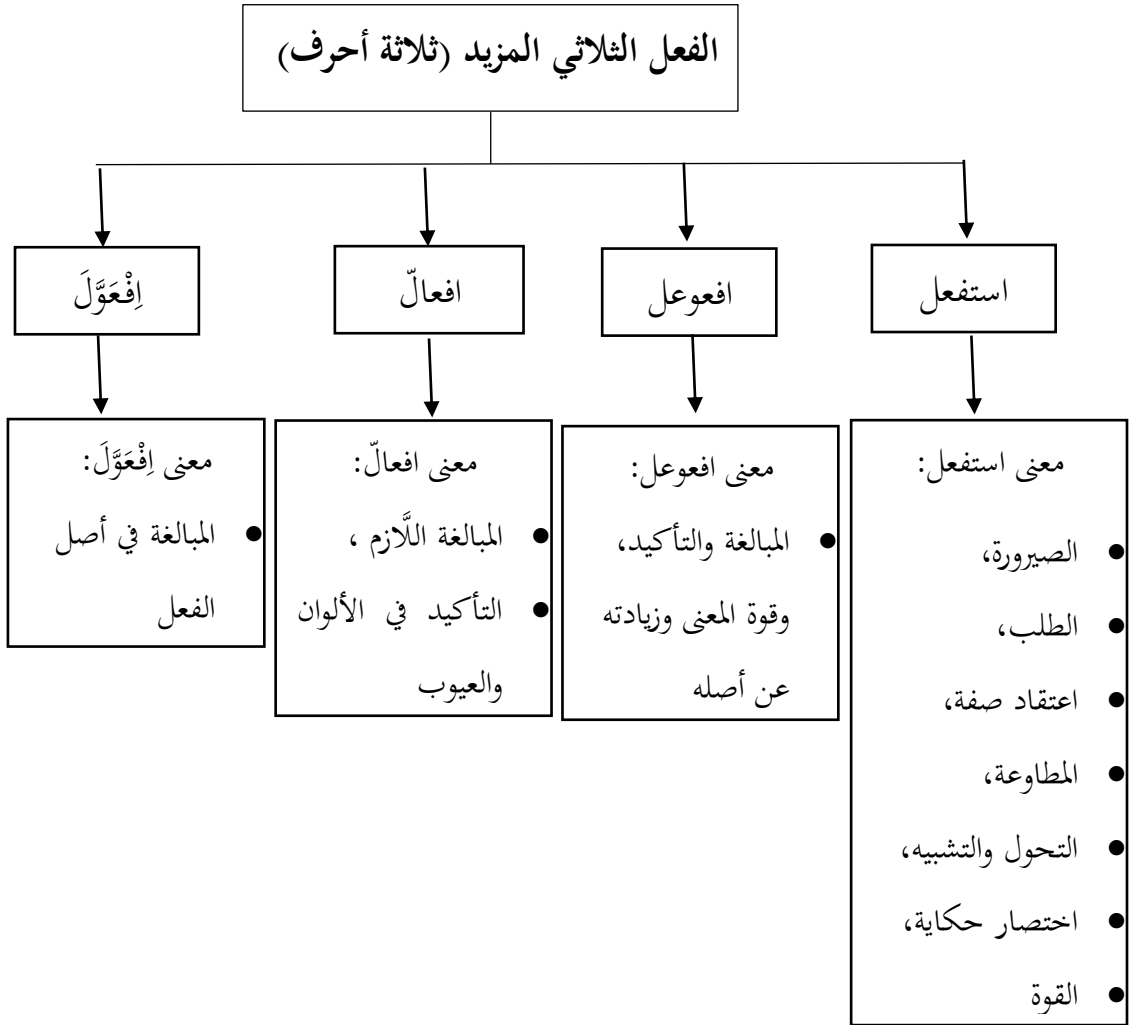 الفعل الثلاثي المزيد (ثلاثة أحرف)
استفعل
افعوعل
افعالّ
اِفْعَوَّلَ
معنى استفعل:
● الصيرورة،
● الطلب،
● اعتقاد صفة،
● المطاوعة،
● التحول والتشبيه،
● اختصار حكاية،
● القوة
معنى افعوعل:
● المبالغة والتأكيد،
وقوة المعنى وزيادته
عن أصله
معنى افعالّ:
● المبالغة اللَّازم ،
● التأكيد في الألوان
والعيوب
معنى اِفْعَوَّلَ:
● المبالغة في أصل
الفعل